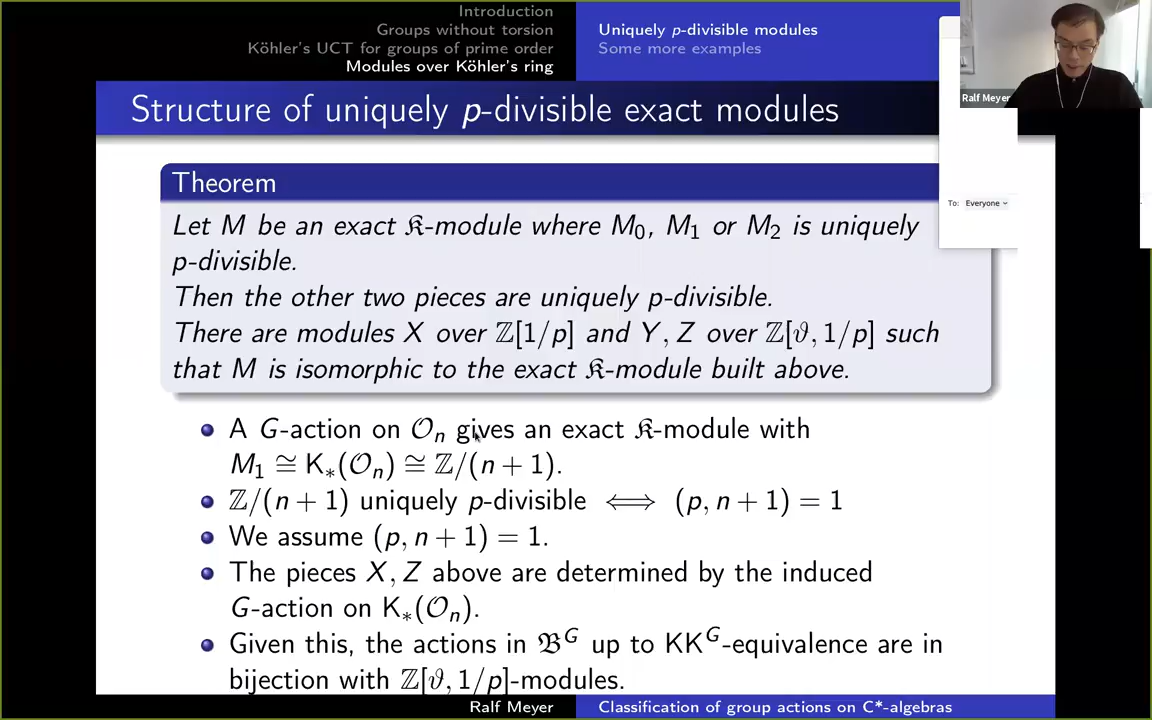 Introduction
Groups without torsion
Köhler's UCT for groups of prime order
Modules over Köhler's ring
Uniquely p-divisible modules
Some more examples
Ralf Meyer
Structure of uniquely p-divisible exact modules
To: Everyone
Theorem
Let M be an exact 𝔎-module where M₀, M₁ or M₂ is uniquely
p-divisible.
Then the other two pieces are uniquely p-divisible.
There are modules X over ℤ[1/p] and Y, Z over ℤ[ϑ, 1/p] such
that M is isomorphic to the exact 𝔎-module built above.
A G-action on 𝒪ₙ gives an exact 𝔎-module with
M₁ ≅ K∗(𝒪ₙ) ≅ ℤ/(n + 1).
ℤ/(n + 1) uniquely p-divisible ⟺ (p, n + 1) = 1
We assume (p, n + 1) = 1.
The pieces X, Z above are determined by the induced
G-action on K∗(𝒪ₙ).
Given this, the actions in 𝔅ᴳ up to KKᴳ-equivalence are in
bijection with ℤ[ϑ, 1/p]-modules.
Ralf Meyer
Classification of group actions on C*-algebras